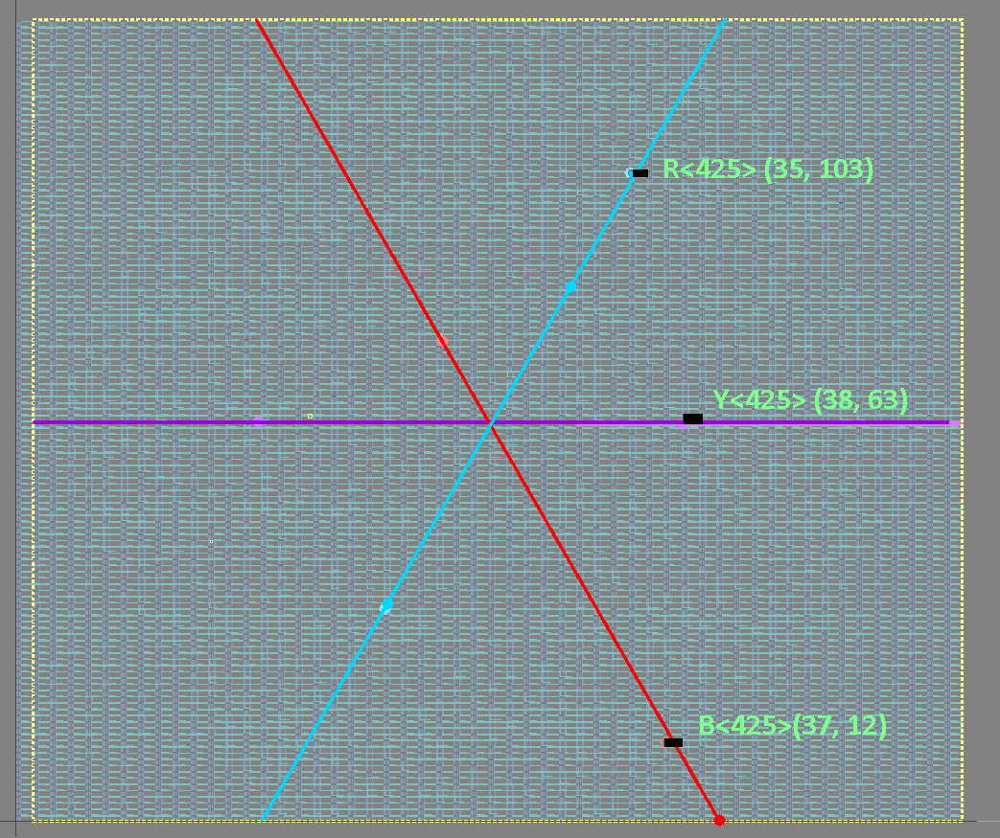 R<425> (35, 103)
Y<425> (38, 63)
B<425>(37, 12)